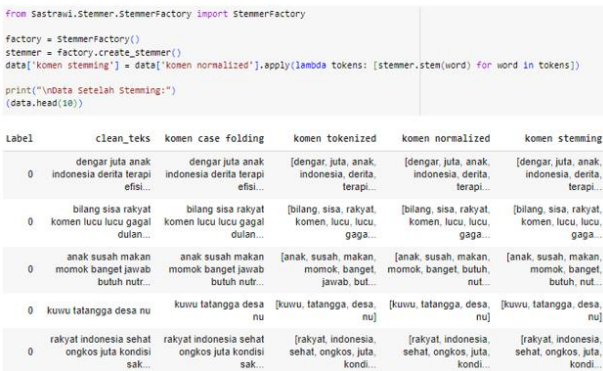 from Sastrawi.Stemmer.StemmerFactory import StemmerFactory
factory = StemmerFactory()
stemmer = factory.create_stemmer()
data['komen stemming'] = data['komen normalized'].apply(lambda tokens: [stemmer.stem(word) for word in tokens])
print("\nData Setelah Stemming:")
(data.head(10))
Label clean_teks komen case folding komen tokenized komen normalized komen stemming
dengar juta anak dengar juta anak [dengar, juta, anak, [dengar, juta, anak, [dengar, juta, anak,
0 indonesia derita terapi indonesia derita terapi indonesia, derita, indonesia, derita, indonesia, derita,
efisi... efisi... terapi... terapi... terapi...
bilang sisa rakyat bilang sisa rakyat [bilang, sisa, rakyat, [bilang, sisa, rakyat, [bilang, sisa, rakyat,
0 komen lucu lucu gagal komen lucu lucu gagal komen, lucu, lucu, komen, lucu, lucu, komen, lucu, lucu,
dulan... dulan... gaga... gaga... gaga...
anak susah makan anak susah makan [anak, susah, makan, [anak, susah, makan, [anak, susah, makan,
0 momok banget jawab momok banget jawab momok, banget, momok, banget, butuh, momok, banget,
butuh nutr... butuh nutr... jawab, but... nut... butuh, nut...
0 kuwu tatangga desa nu kuwu tatangga desa [kuwu, tatangga, desa, [kuwu, tatangga, desa, [kuwu, tatangga, desa,
nu nu] nu] nu]
rakyat indonesia sehat rakyat indonesia sehat [rakyat, indonesia, [rakyat, indonesia, [rakyat, indonesia,
0 ongkos juta kondisi ongkos juta kondisi sehat, ongkos, juta, sehat, ongkos, juta, sehat, ongkos, juta,
sak... sak... kondi... kondi... kondi...